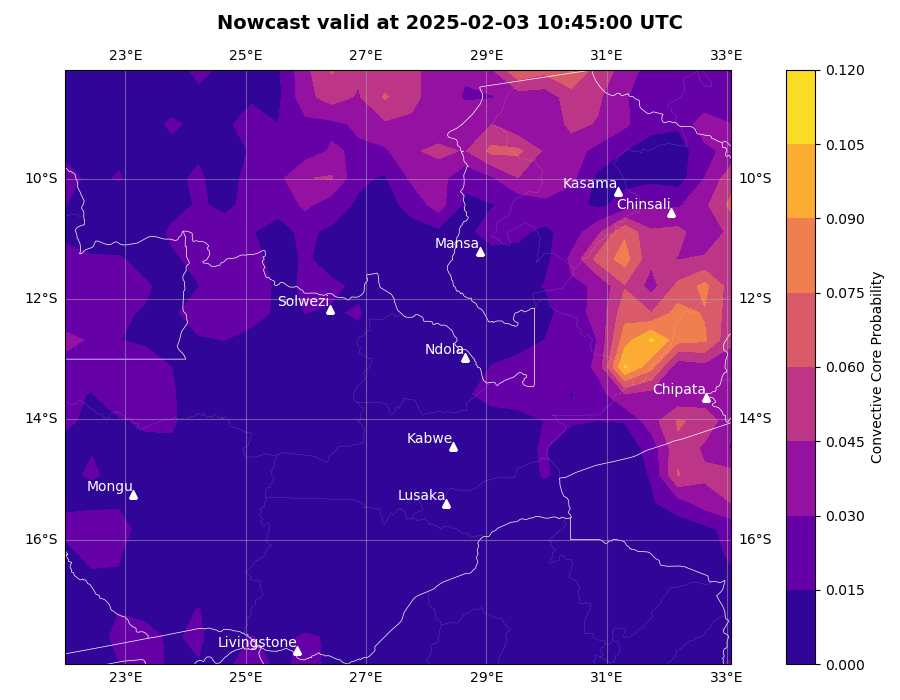 Nowcast valid at 2025-02-03 10:45:00 UTC
23°E 25°E 27°E 29°E 31°E 33°E
0.120
0.105
10°S 10°S
Kasama
Chinsali
0.090
Mansa
0.075
12°S 12°S
Solwezi
Ndola
0.060
Chipata
14°S 14°S
Kabwe
0.045
Mongu
Lusaka
0.030
16°S 16°S
0.015
Livingstone
0.000
23°E 25°E 27°E 29°E 31°E 33°E
Convective Core Probability